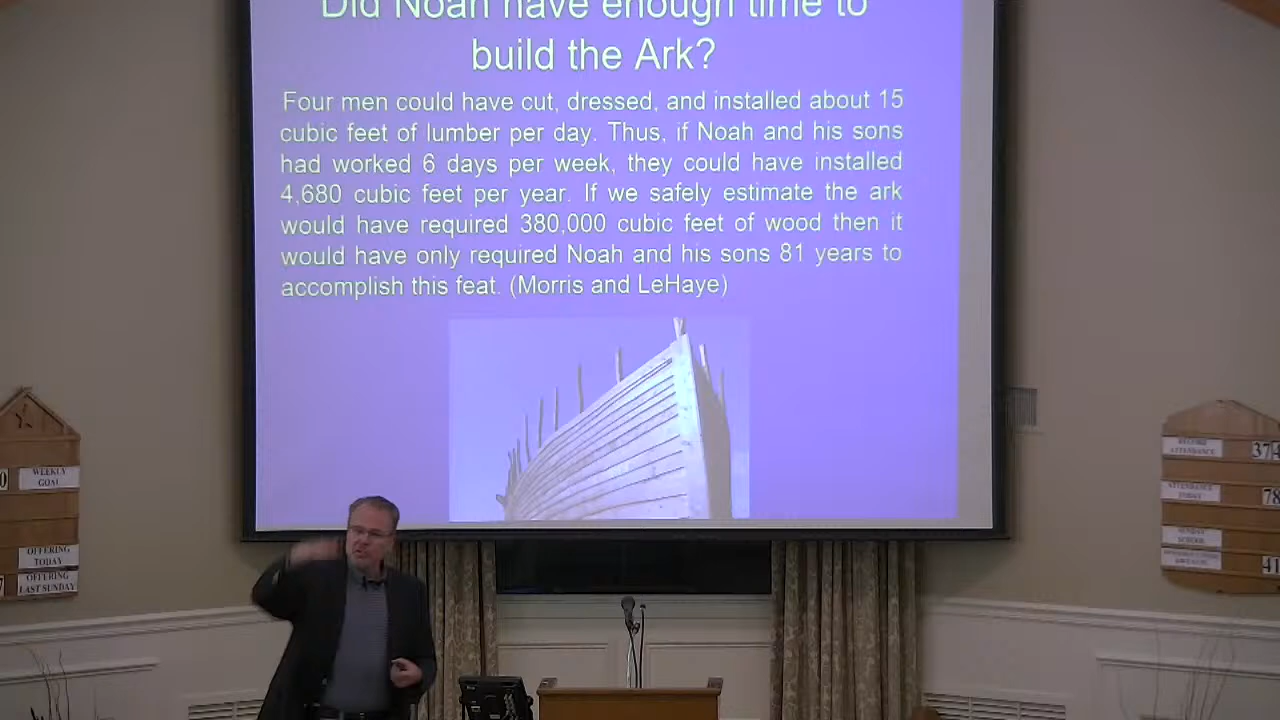 Did Noah have enough time to
build the Ark?
Four men could have cut, dressed, and installed about 15
cubic feet of lumber per day. Thus, if Noah and his sons
had worked 6 days per week, they could have installed
4,680 cubic feet per year. If we safely estimate the ark
would have required 380,000 cubic feet of wood then it
would have only required Noah and his sons 81 years to
accomplish this feat. (Morris and LeHaye)
WEEKLY
GOAL
OFFERING
TODAY
OFFERING
LAST SUNDAY
RECORD
ATTENDANCE
374
ATTENDANCE
TODAY
78
SUNDAY
SCHOOL
41